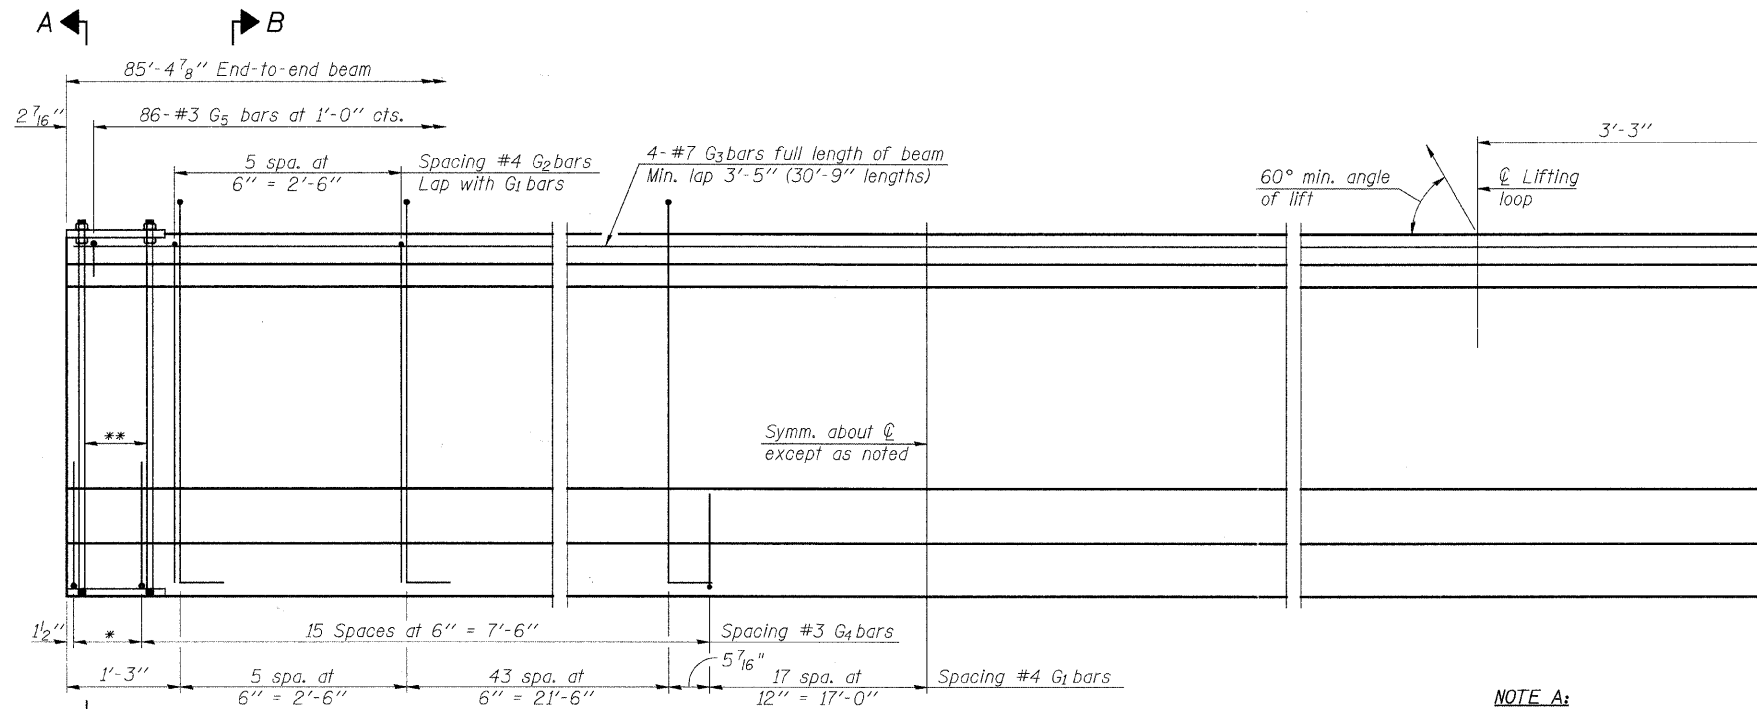 A B
85'-4 7/8" End-to-end beam
2 7/16"
86-#3 G5 bars at 1'-0" cts.
3'-3"
5 spa. at
6" = 2'-6"
Spacing #4 G2 bars
Lap with G1 bars
4-#7 G3 bars full length of beam
Min. lap 3'-5" (30'-9" lengths)
60° min. angle
of lift
℄ Lifting
loop
**
Symm. about ℄
except as noted
1 1/2"
*
15 Spaces at 6" = 7'-6"
Spacing #3 G4 bars
1'-3"
5 spa. at
6" = 2'-6"
43 spa. at
6" = 21'-6"
5 7/16"
17 spa. at
12" = 17'-0"
Spacing #4 G1 bars
NOTE A: